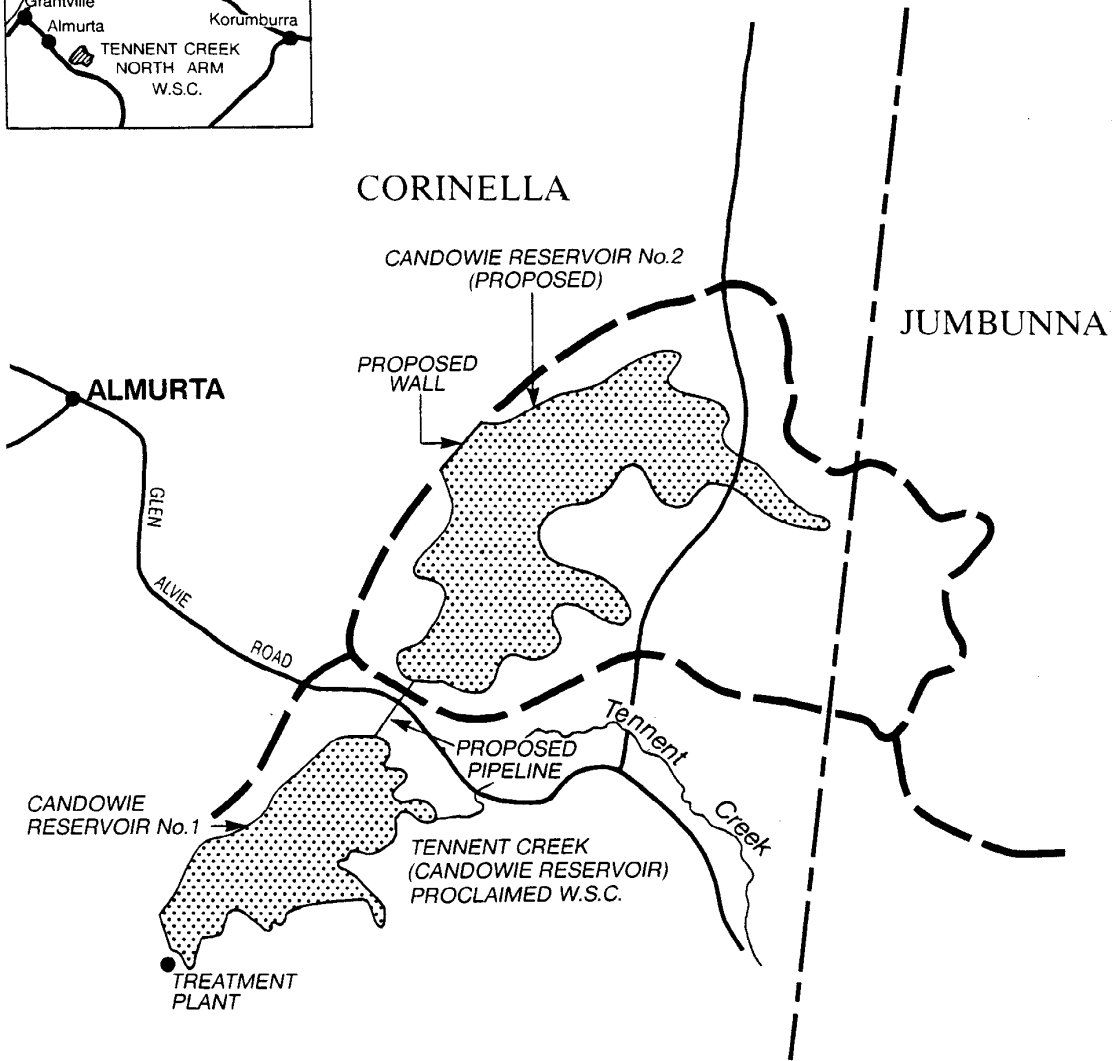 Grantville
Almurta
Korumburra
TENNENT CREEK
NORTH ARM
W.S.C.
CORINELLA
CANDOWIE RESERVOIR No.2
(PROPOSED)
JUMBUNNA
PROPOSED
WALL
ALMURTA
GLEN
ALVIE
ROAD
Tennent
Creek
PROPOSED
PIPELINE
CANDOWIE
RESERVOIR No.1
TENNENT CREEK
(CANDOWIE RESERVOIR)
PROCLAIMED W.S.C.
TREATMENT
PLANT